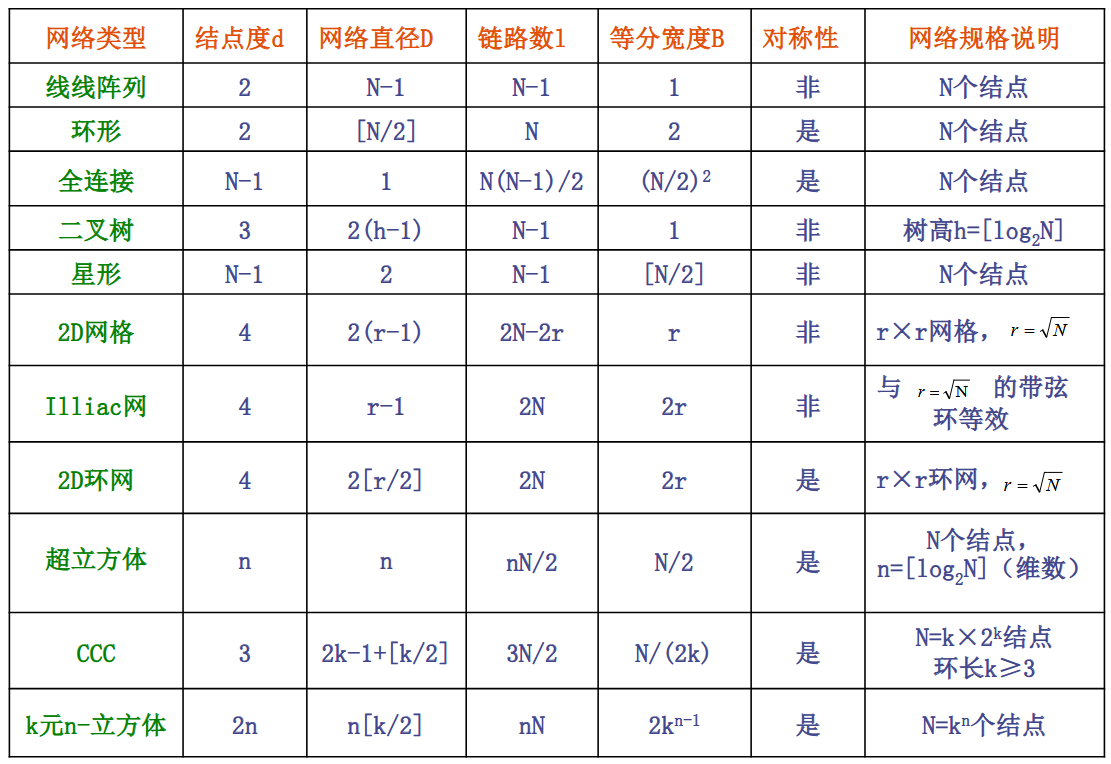 网络类型 结点度d 网络直径D 链路数l 等分宽度B 对称性 网络规格说明
线线阵列 2 N-1 N-1 1 非 N个结点
环形 2 [N/2] N 2 是 N个结点
全连接 N-1 1 N(N-1)/2 (N/2)² 是 N个结点
二叉树 3 2(h-1) N-1 1 非 树高h=[log₂N]
星形 N-1 2 N-1 [N/2] 非 N个结点
2D网格 4 2(r-1) 2N-2r r 非 r×r网格，r=√N
Illiac网 4 r-1 2N 2r 非 与 r=√N 的带弦
环等效
2D环网 4 2[r/2] 2N 2r 是 r×r环网，r=√N
超立方体 n n nN/2 N/2 是 N个结点，
n=[log₂N]（维数）
CCC 3 2k-1+[k/2] 3N/2 N/(2k) 是 N=k×2ᵏ结点
环长k≥3
k元n-立方体 2n n[k/2] nN 2kⁿ⁻¹ 是 N=kⁿ个结点